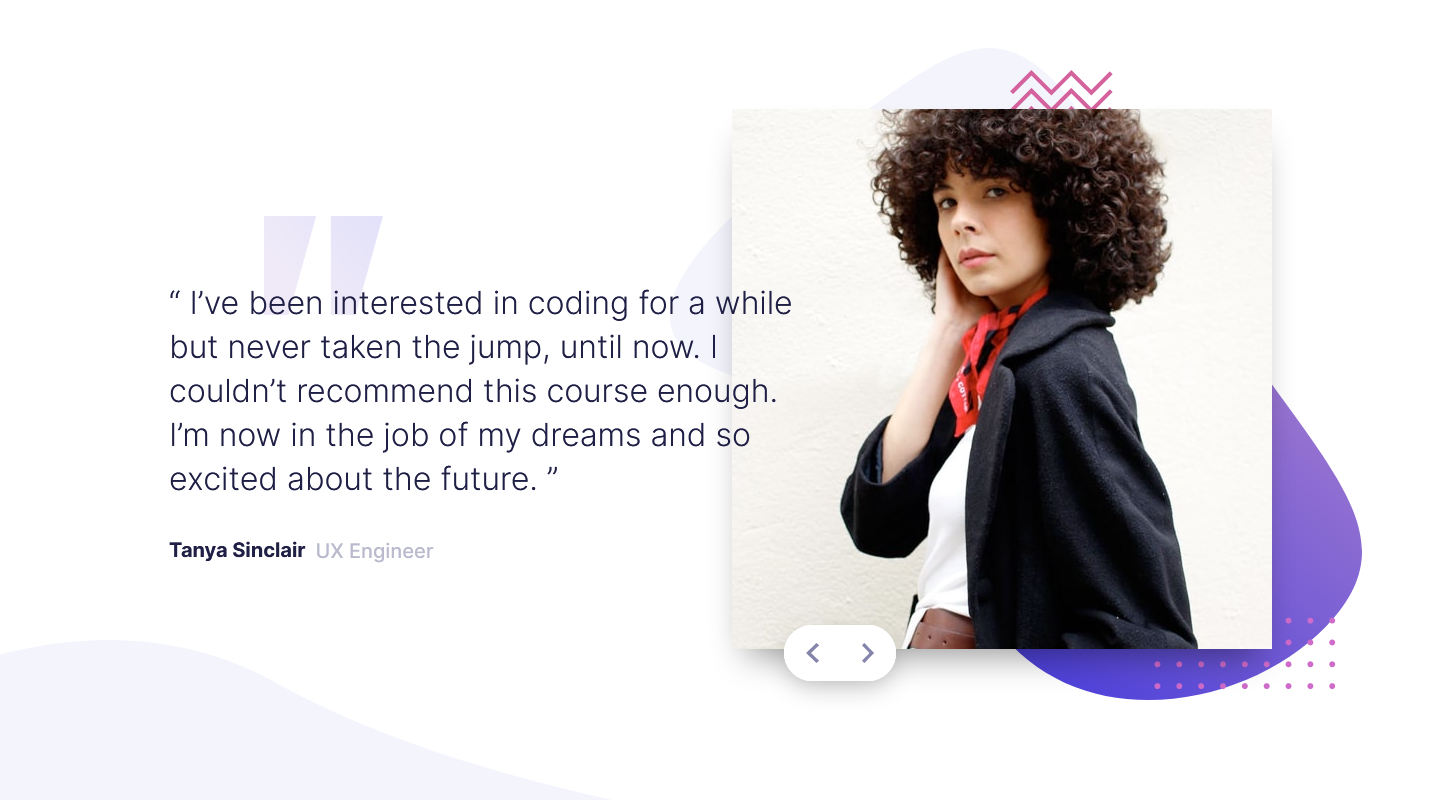 “ I’ve been interested in coding for a while
but never taken the jump, until now. I
couldn’t recommend this course enough.
I’m now in the job of my dreams and so
excited about the future. ”
Tanya Sinclair UX Engineer